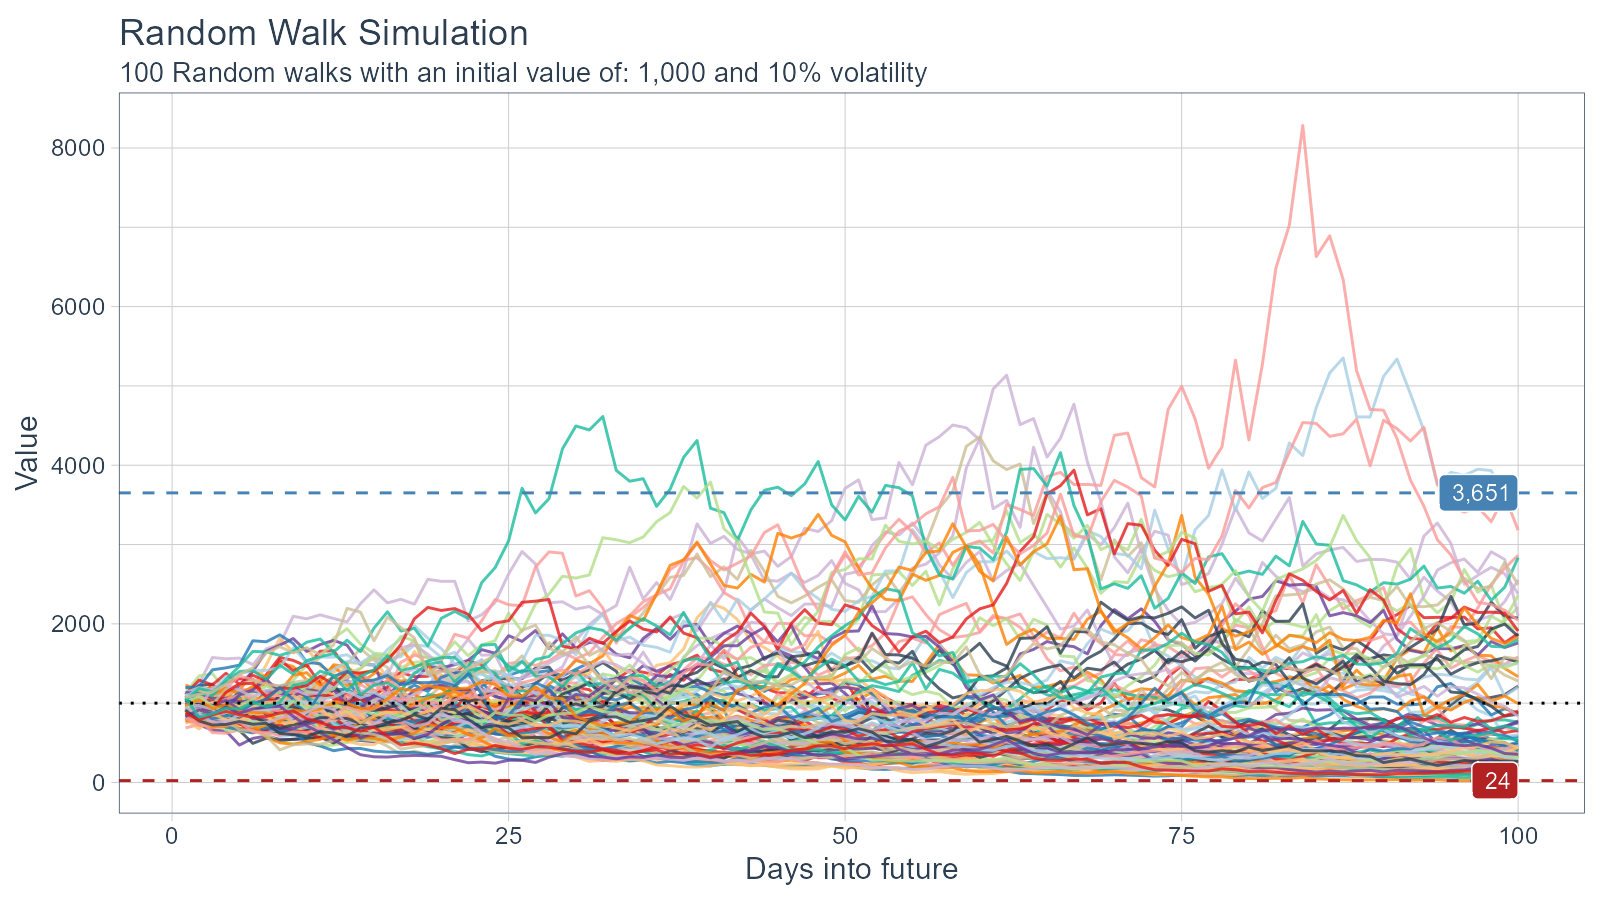 Random Walk Simulation
100 Random walks with an initial value of: 1,000 and 10% volatility
8000
6000
4000
3,651
2000
0
24
Value
0 25 50 75 100
Days into future